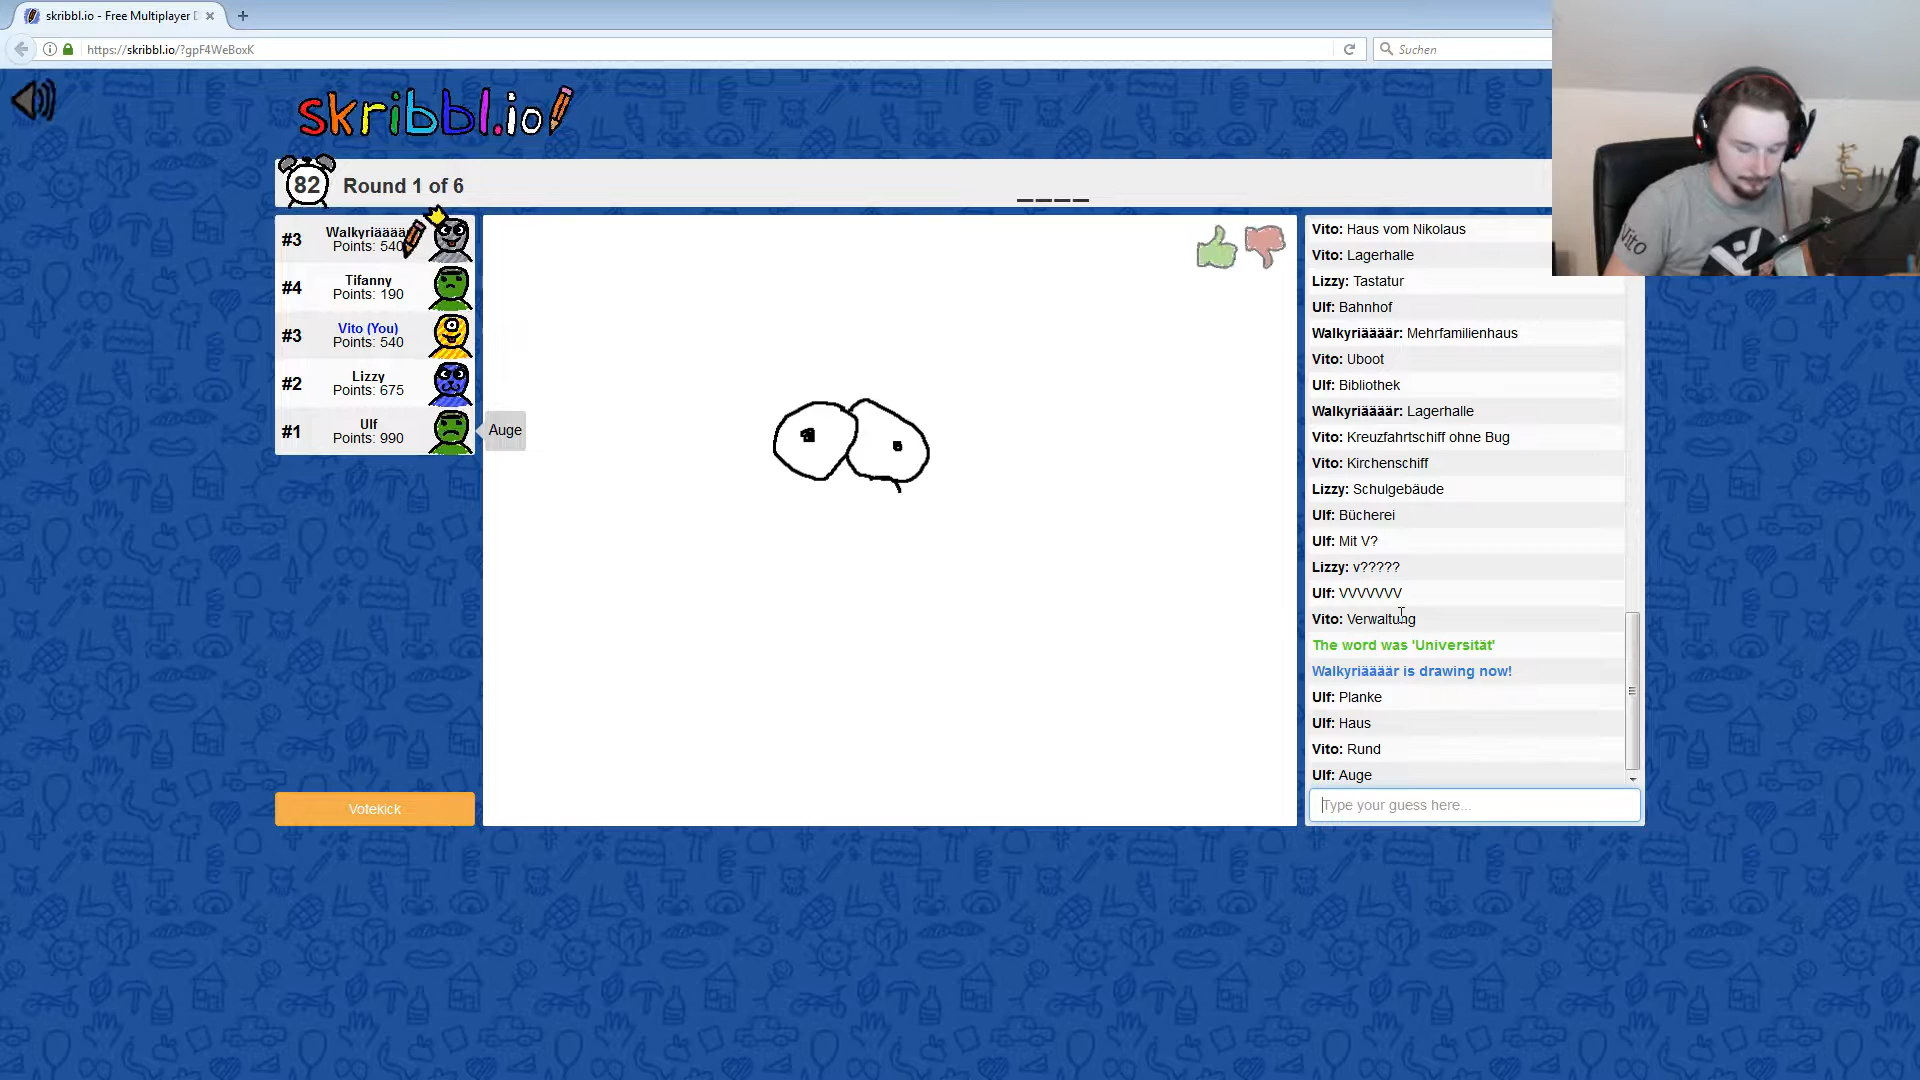 skribbl.io - Free Multiplayer D
https://skribbl.io/?gpF4WeBoxK
Suchen
skribbl.io
82
Round 1 of 6
____
#3
Walkyriäääär
Points: 540
#4
Tifanny
Points: 190
#3
Vito (You)
Points: 540
#2
Lizzy
Points: 675
#1
Ulf
Points: 990
Auge
Votekick
Vito: Haus vom Nikolaus
Vito: Lagerhalle
Lizzy: Tastatur
Ulf: Bahnhof
Walkyriäääär: Mehrfamilienhaus
Vito: Uboot
Ulf: Bibliothek
Walkyriäääär: Lagerhalle
Vito: Kreuzfahrtschiff ohne Bug
Vito: Kirchenschiff
Lizzy: Schulgebäude
Ulf: Bücherei
Ulf: Mit V?
Lizzy: v?????
Ulf: VVVVVVV
Vito: Verwaltung
The word was 'Universität'
Walkyriäääär is drawing now!
Ulf: Planke
Ulf: Haus
Vito: Rund
Ulf: Auge
Type your guess here...
Vito